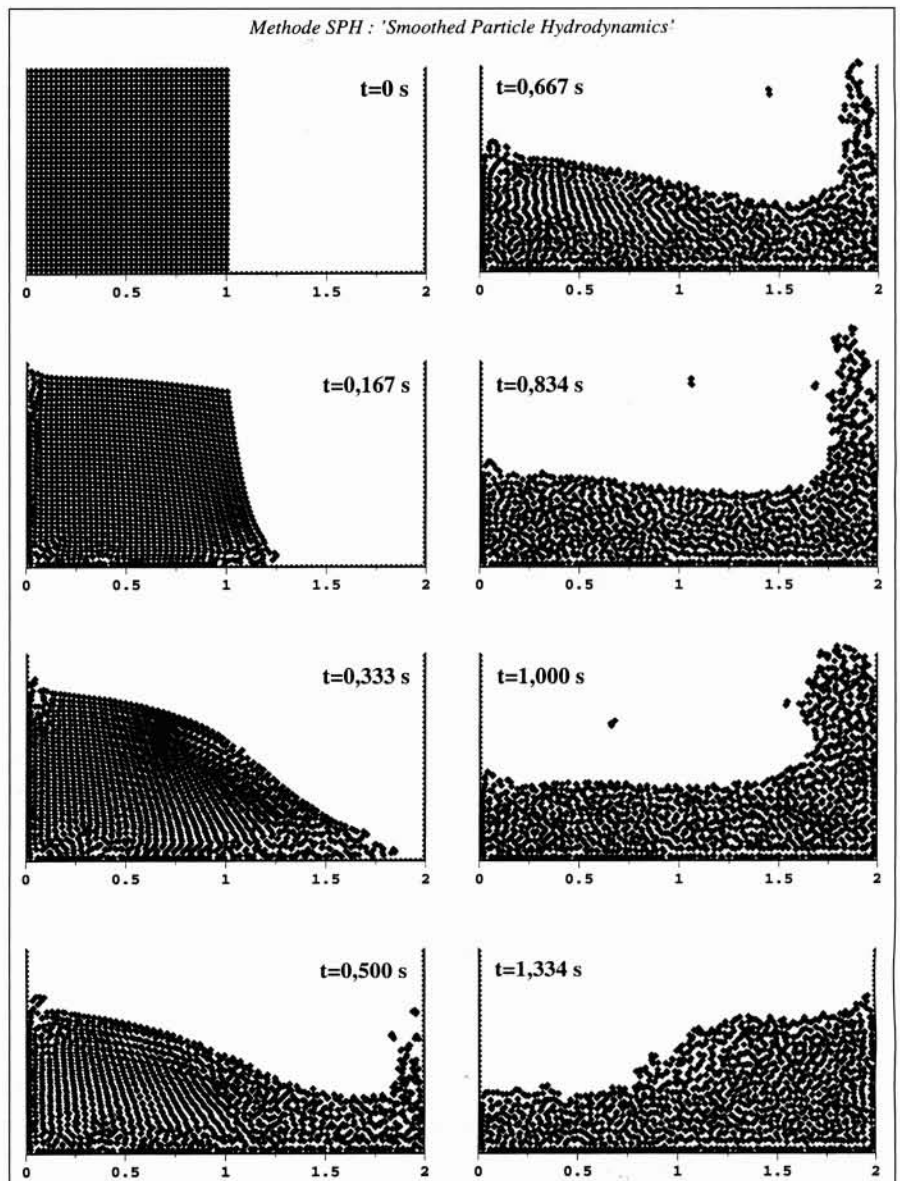 Methode SPH : 'Smoothed Particle Hydrodynamics'
t=0 s
0 0.5 1 1.5 2
t=0,167 s
0 0.5 1 1.5 2
t=0,333 s
0 0.5 1 1.5 2
t=0,500 s
0 0.5 1 1.5 2
t=0,667 s
0 0.5 1 1.5 2
t=0,834 s
0 0.5 1 1.5 2
t=1,000 s
0 0.5 1 1.5 2
t=1,334 s
0 0.5 1 1.5 2